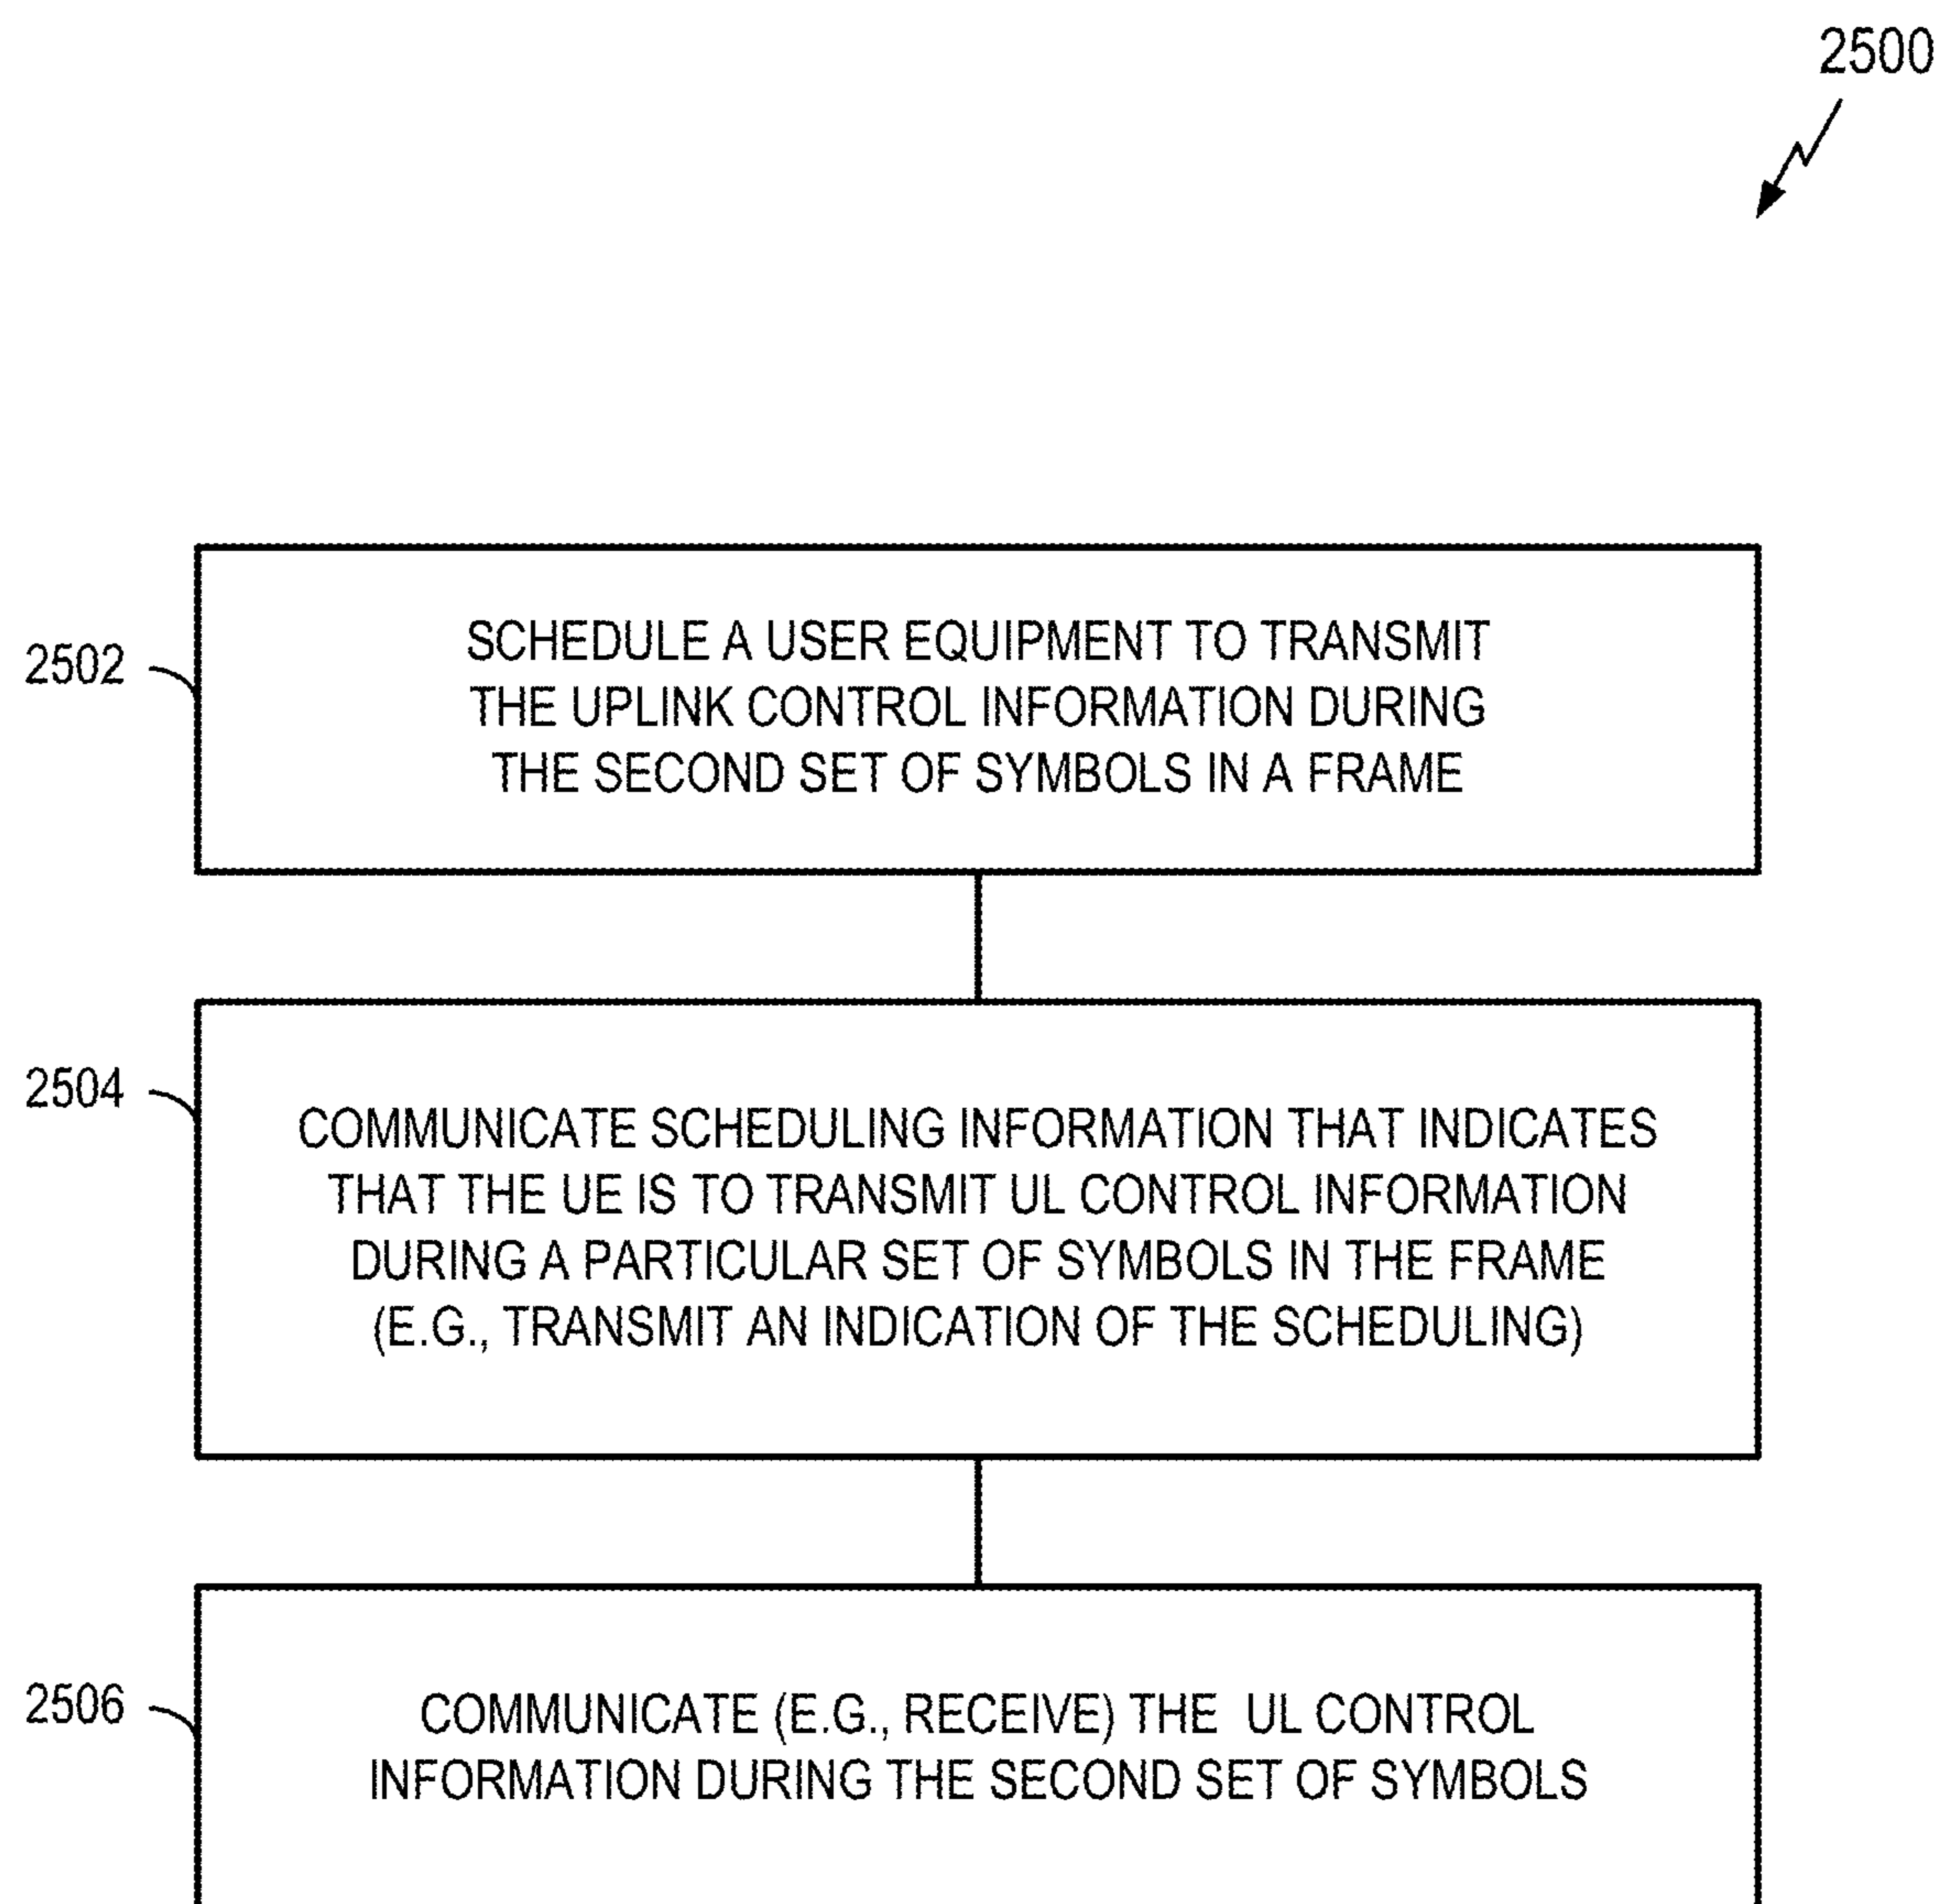 2500
2502
SCHEDULE A USER EQUIPMENT TO TRANSMIT
THE UPLINK CONTROL INFORMATION DURING
THE SECOND SET OF SYMBOLS IN A FRAME
2504
COMMUNICATE SCHEDULING INFORMATION THAT INDICATES
THAT THE UE IS TO TRANSMIT UL CONTROL INFORMATION
DURING A PARTICULAR SET OF SYMBOLS IN THE FRAME
(E.G., TRANSMIT AN INDICATION OF THE SCHEDULING)
2506
COMMUNICATE (E.G., RECEIVE) THE UL CONTROL
INFORMATION DURING THE SECOND SET OF SYMBOLS